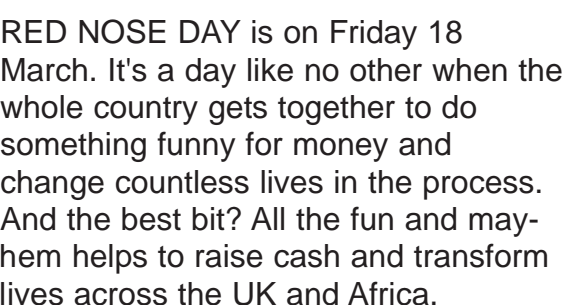 RED NOSE DAY is on Friday 18
March. It's a day like no other when the
whole country gets together to do
something funny for money and
change countless lives in the process.
And the best bit? All the fun and may-
hem helps to raise cash and transform
lives across the UK and Africa.